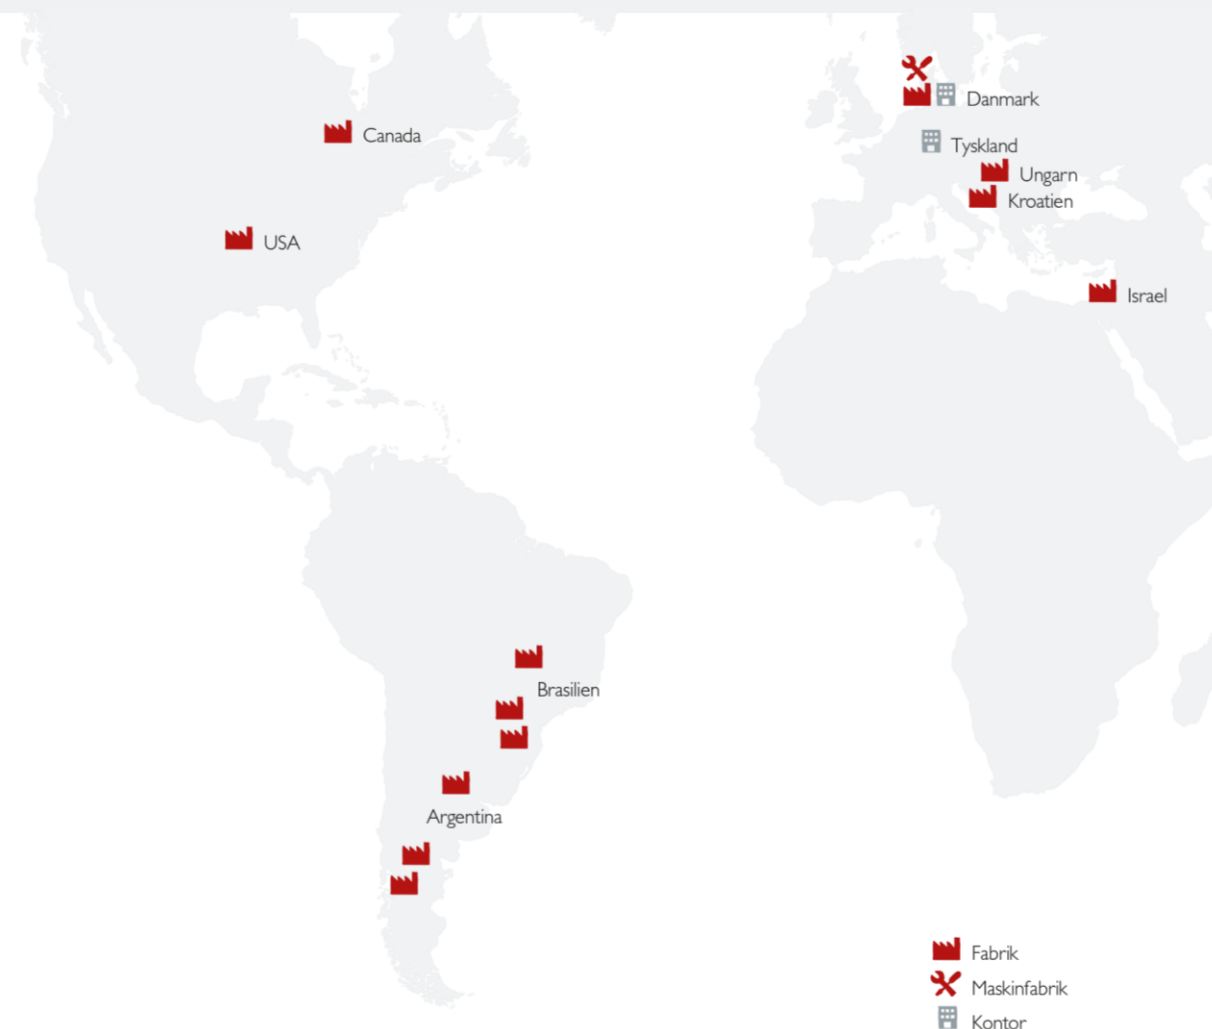 Danmark
Canada
Tyskland
Ungarn
Kroatien
USA
Israel
Brasilien
Argentina
Fabrik
Maskinfabrik
Kontor